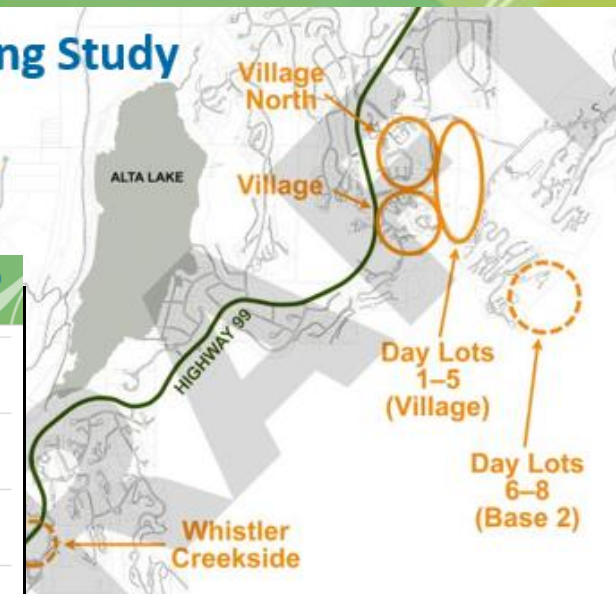 ng Study
Village
North
ALTA LAKE
Village
HIGHWAY 99
Day Lots
1–5
(Village)
Day Lots
6–8
(Base 2)
Whistler
Creekside